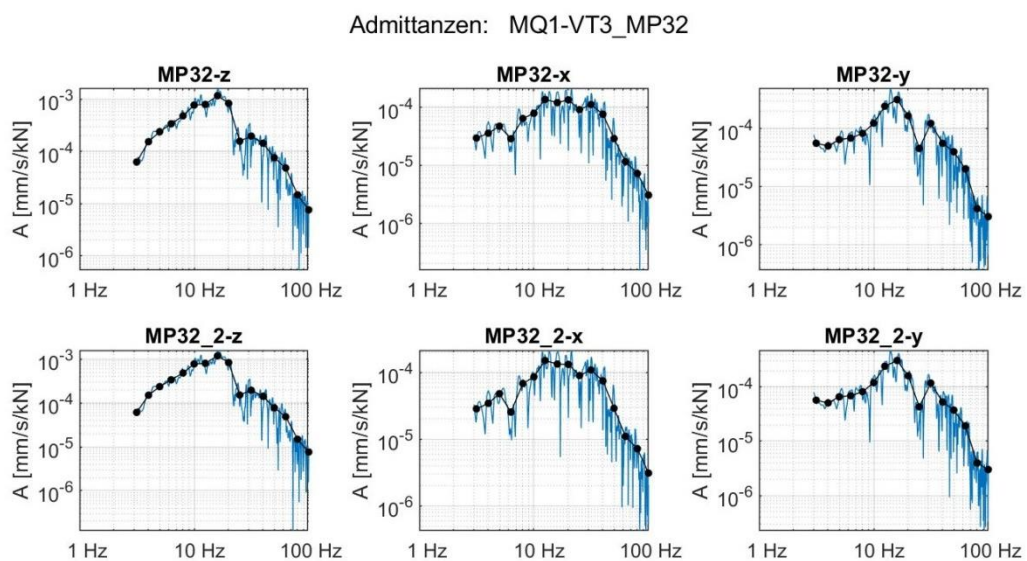 Admittanzen: MQ1-VT3_MP32
MP32-z
MP32-x
MP32-y
A [mm/s/kN]
10^-3
10^-4
10^-5
10^-6
1 Hz 10 Hz 100 Hz
A [mm/s/kN]
10^-4
10^-5
10^-6
1 Hz 10 Hz 100 Hz
A [mm/s/kN]
10^-4
10^-5
10^-6
1 Hz 10 Hz 100 Hz
MP32_2-z
MP32_2-x
MP32_2-y
A [mm/s/kN]
10^-3
10^-4
10^-5
10^-6
1 Hz 10 Hz 100 Hz
A [mm/s/kN]
10^-4
10^-5
10^-6
1 Hz 10 Hz 100 Hz
A [mm/s/kN]
10^-4
10^-5
10^-6
1 Hz 10 Hz 100 Hz